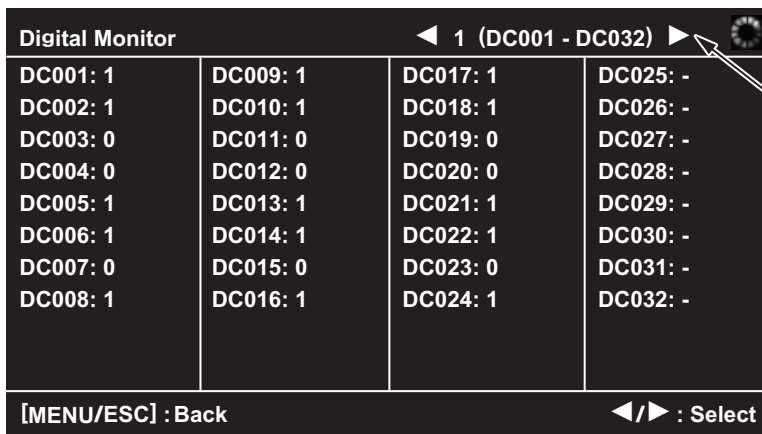 Digital Monitor ◀ 1 (DC001 - DC032) ▶
DC001: 1 DC009: 1 DC017: 1 DC025: -
DC002: 1 DC010: 1 DC018: 1 DC026: -
DC003: 0 DC011: 0 DC019: 0 DC027: -
DC004: 0 DC012: 0 DC020: 0 DC028: -
DC005: 1 DC013: 1 DC021: 1 DC029: -
DC006: 1 DC014: 1 DC022: 1 DC030: -
DC007: 0 DC015: 0 DC023: 0 DC031: -
DC008: 1 DC016: 1 DC024: 1 DC032: -
[MENU/ESC] : Back ◀/▶ : Select